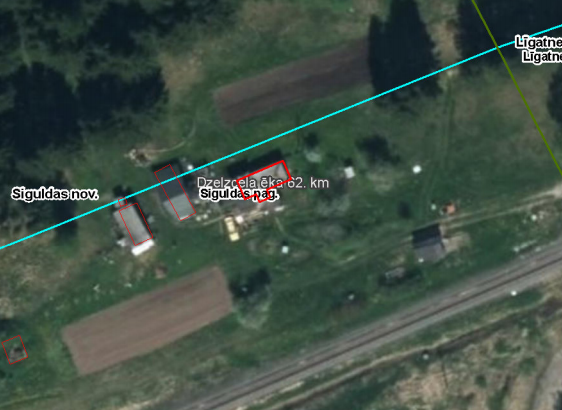 Līgatne
Līgatne
Dzelzceļa ēka 62. km
Siguldas nov.
Siguldas pag.